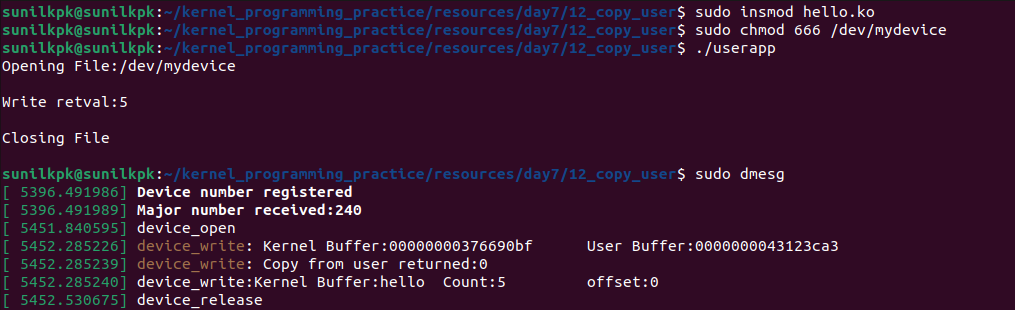 sunilkpk@sunilkpk:~/kernel_programming_practice/resources/day7/12_copy_user$ sudo insmod hello.ko
sunilkpk@sunilkpk:~/kernel_programming_practice/resources/day7/12_copy_user$ sudo chmod 666 /dev/mydevice
sunilkpk@sunilkpk:~/kernel_programming_practice/resources/day7/12_copy_user$ ./userapp
Opening File:/dev/mydevice
Write retval:5
Closing File
sunilkpk@sunilkpk:~/kernel_programming_practice/resources/day7/12_copy_user$ sudo dmesg
[ 5396.491986] Device number registered
[ 5396.491989] Major number received:240
[ 5451.840595] device_open
[ 5452.285226] device_write: Kernel Buffer:00000000376690bf      User Buffer:0000000043123ca3
[ 5452.285239] device_write: Copy from user returned:0
[ 5452.285240] device_write:Kernel Buffer:hello  Count:5         offset:0
[ 5452.530675] device_release